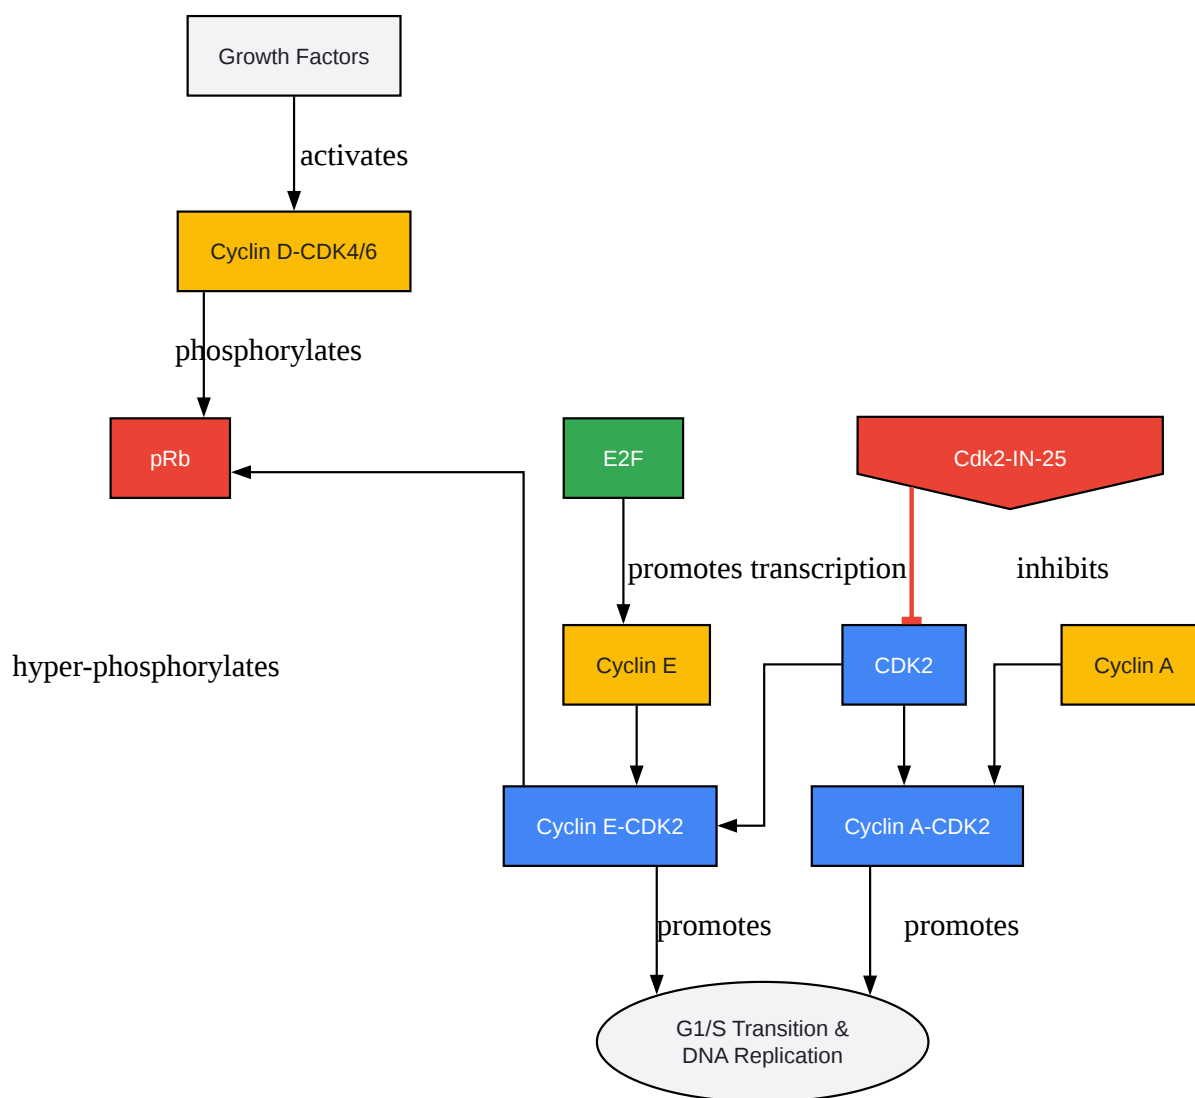 Growth Factors
activates
Cyclin D-CDK4/6
phosphorylates
pRb
E2F
Cdk2-IN-25
promotes transcription
inhibits
hyper-phosphorylates
Cyclin E
CDK2
Cyclin A
Cyclin E-CDK2
Cyclin A-CDK2
promotes
promotes
G1/S Transition &
DNA Replication